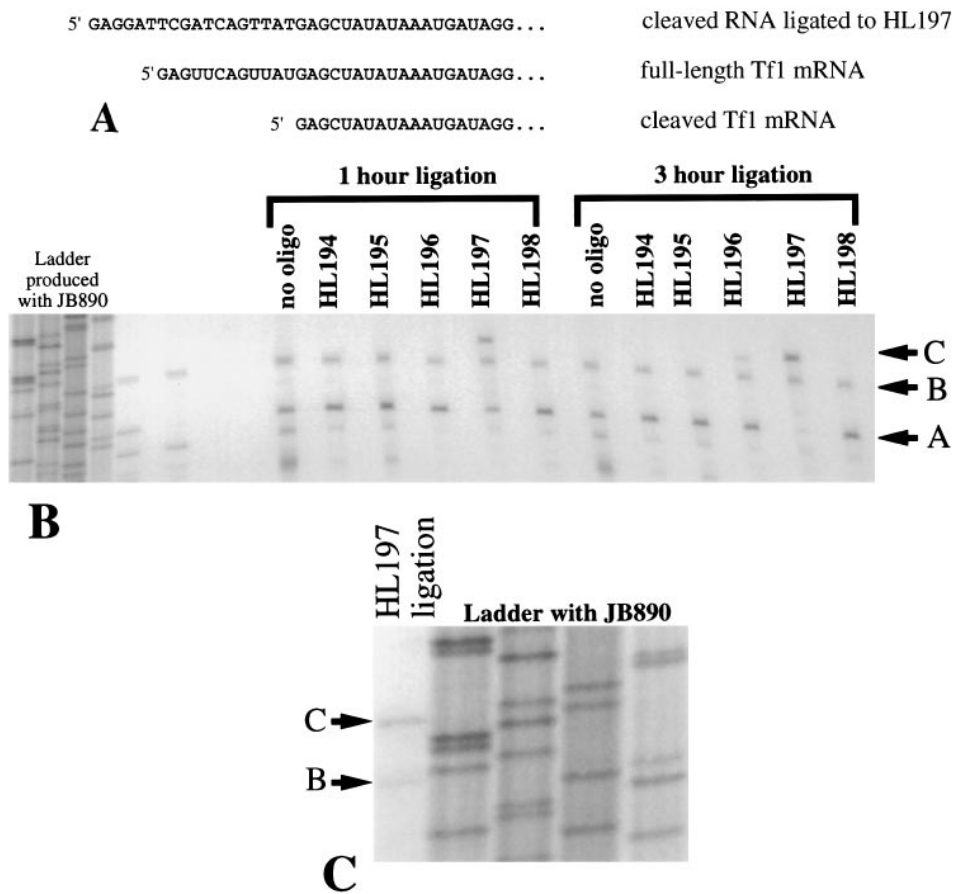 5' GAGGATTCGATCAGTTATGAGCUAUAUAAAUGAUAGG... cleaved RNA ligated to HL197
5' GAGUUCAGUUAUGAGCUAUAUAAAUGAUAGG... full-length Tf1 mRNA
A 5' GAGCUAUAUAAAUGAUAGG... cleaved Tf1 mRNA
1 hour ligation 3 hour ligation
no oligo HL194 HL195 HL196 HL197 HL198 no oligo HL194 HL195 HL196 HL197 HL198
Ladder
produced
with JB890
C
B
A
B
HL197
ligation
Ladder with JB890
C
B
C